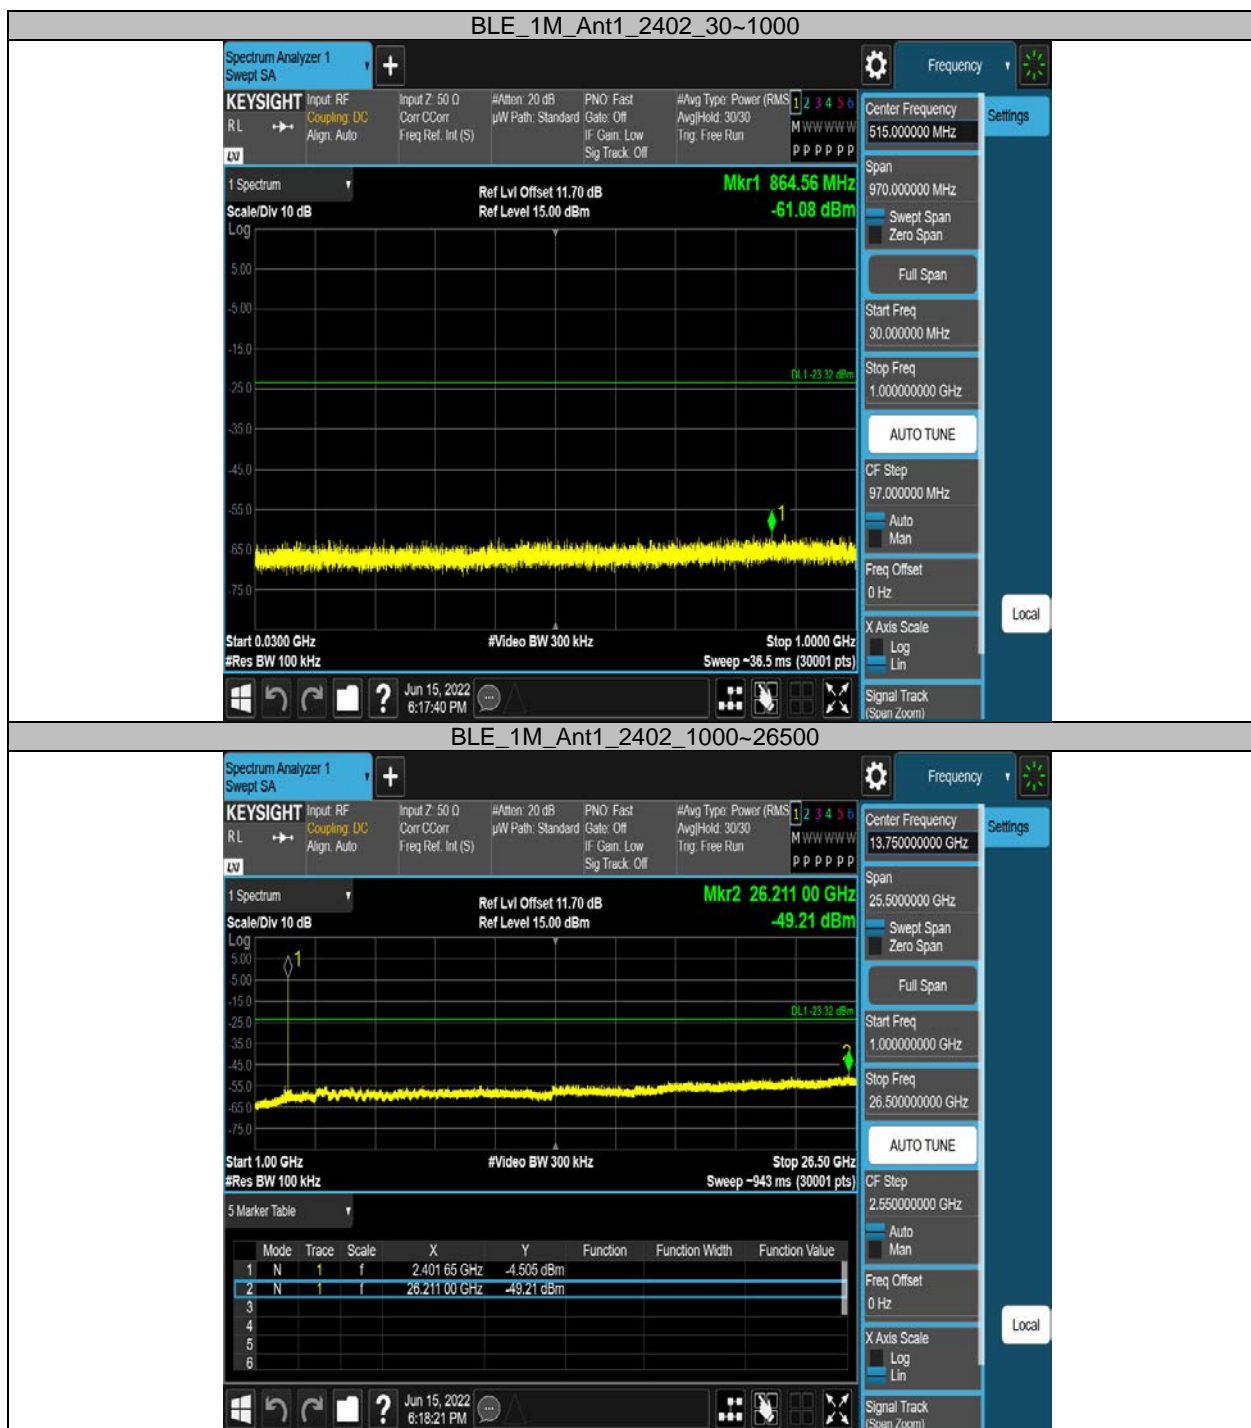 BLE_1M_Ant1_2402_30~1000
Spectrum Analyzer 1
Swept SA
+
Frequency
KEYSIGHT
RL
LXI
Input: RF
Coupling: DC
Align: Auto
Input Z: 50 Ω
Corr CCorr
Freq Ref: Int (S)
#Atten: 20 dB
µW Path: Standard
PNO: Fast
Gate: Off
IF Gain: Low
Sig Track: Off
#Avg Type: Power (RMS
Avg|Hold: 30/30
Trig: Free Run
1 2 3 4 5 6
M W W W W W
P P P P P P
Center Frequency
515.000000 MHz
Settings
1 Spectrum
Scale/Div 10 dB
Ref Lvl Offset 11.70 dB
Ref Level 15.00 dBm
Mkr1 864.56 MHz
-61.08 dBm
Log
5.00
-5.00
-15.0
-25.0
-35.0
-45.0
-55.0
-65.0
-75.0
DL1 -23.32 dBm
1
Start 0.0300 GHz
#Res BW 100 kHz
#Video BW 300 kHz
Stop 1.0000 GHz
Sweep ~36.5 ms (30001 pts)
Span
970.000000 MHz
Swept Span
Zero Span
Full Span
Start Freq
30.000000 MHz
Stop Freq
1.000000000 GHz
AUTO TUNE
CF Step
97.000000 MHz
Auto
Man
Freq Offset
0 Hz
X Axis Scale
Log
Lin
Signal Track
(Span Zoom)
Local
?
Jun 15, 2022
6:17:40 PM
BLE_1M_Ant1_2402_1000~26500
Spectrum Analyzer 1
Swept SA
+
Frequency
KEYSIGHT
RL
LXI
Input: RF
Coupling: DC
Align: Auto
Input Z: 50 Ω
Corr CCorr
Freq Ref: Int (S)
#Atten: 20 dB
µW Path: Standard
PNO: Fast
Gate: Off
IF Gain: Low
Sig Track: Off
#Avg Type: Power (RMS
Avg|Hold: 30/30
Trig: Free Run
1 2 3 4 5 6
M W W W W W
P P P P P P
Center Frequency
13.750000000 GHz
Settings
1 Spectrum
Scale/Div 10 dB
Ref Lvl Offset 11.70 dB
Ref Level 15.00 dBm
Mkr2 26.211 00 GHz
-49.21 dBm
Log
5.00
-5.00
-15.0
-25.0
-35.0
-45.0
-55.0
-65.0
-75.0
1
DL1 -23.32 dBm
2
Start 1.00 GHz
#Res BW 100 kHz
#Video BW 300 kHz
Stop 26.50 GHz
Sweep ~943 ms (30001 pts)
5 Marker Table
Mode Trace Scale X Y Function Function Width Function Value
1 N 1 f 2.401 65 GHz -4.505 dBm
2 N 1 f 26.211 00 GHz -49.21 dBm
3
4
5
6
Span
25.5000000 GHz
Swept Span
Zero Span
Full Span
Start Freq
1.000000000 GHz
Stop Freq
26.500000000 GHz
AUTO TUNE
CF Step
2.550000000 GHz
Auto
Man
Freq Offset
0 Hz
X Axis Scale
Log
Lin
Signal Track
(Span Zoom)
Local
?
Jun 15, 2022
6:18:21 PM